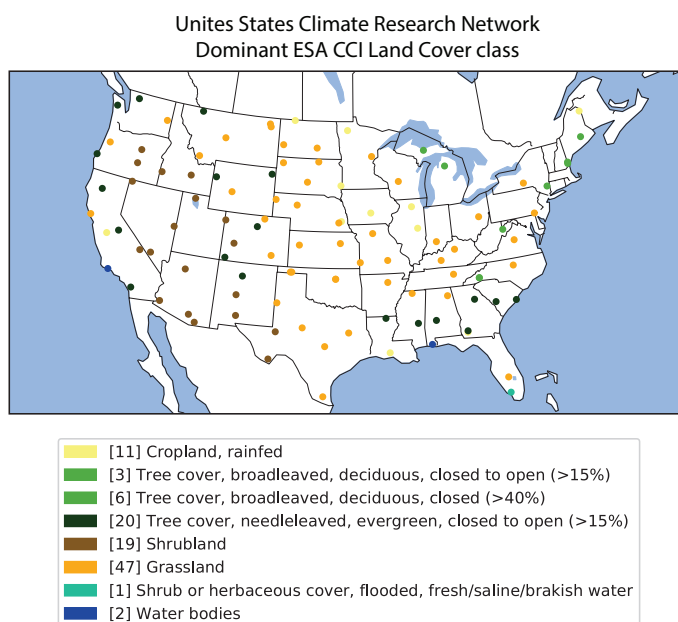 Unites States Climate Research Network
Dominant ESA CCI Land Cover class
[11] Cropland, rainfed
[3] Tree cover, broadleaved, deciduous, closed to open (>15%)
[6] Tree cover, broadleaved, deciduous, closed (>40%)
[20] Tree cover, needleleaved, evergreen, closed to open (>15%)
[19] Shrubland
[47] Grassland
[1] Shrub or herbaceous cover, flooded, fresh/saline/brakish water
[2] Water bodies